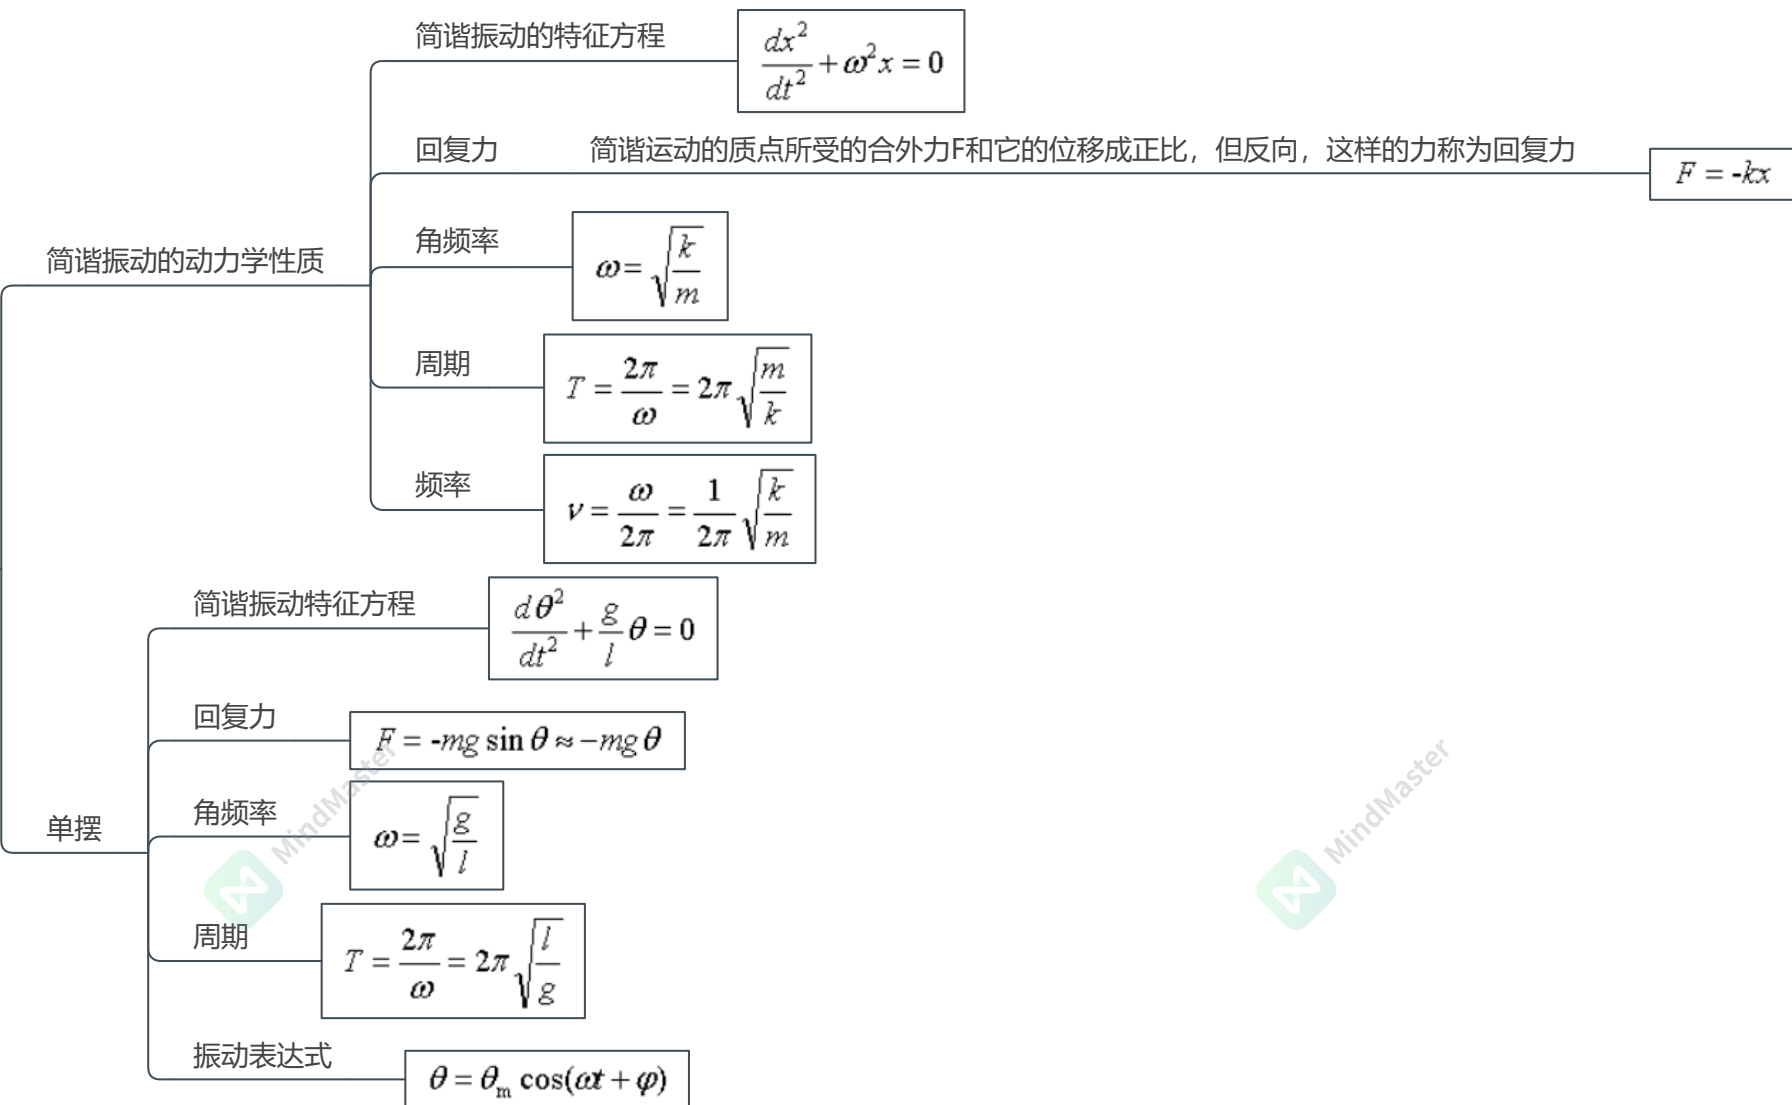 简谐振动的特征方程
dx²/dt² + ω²x = 0
回复力 简谐运动的质点所受的合外力F和它的位移成正比，但反向，这样的力称为回复力
F = -kx
角频率
ω = √(k/m)
简谐振动的动力学性质
周期
T = 2π/ω = 2π√(m/k)
频率
ν = ω/2π = 1/2π √(k/m)
简谐振动特征方程
dθ²/dt² + g/l θ = 0
回复力
F = -mg sin θ ≈ −mg θ
角频率
ω = √(g/l)
单摆
周期
T = 2π/ω = 2π√(l/g)
振动表达式
θ = θₘ cos(ωt + φ)
MindMaster
MindMaster